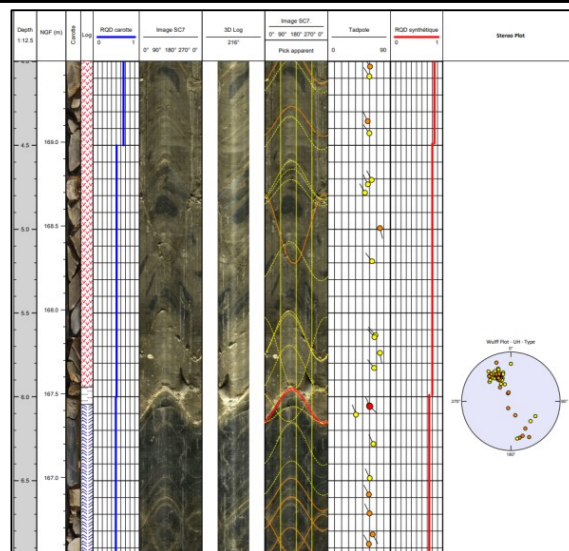 Depth
1:12.5
NGF (m)
Carotte
Log
RQD carotte
0 1
Image SC7
0° 90° 180° 270° 0°
3D Log
216°
Image SC7.
0° 90° 180° 270° 0°
Pick apparent
Tadpole
0 90
RQD synthétique
0 1
Stereo Plot
4.5
5.0
5.5
6.0
6.5
169.0
168.5
168.0
167.5
167.0
Wulff Plot - UH - Type
0°
270°
180°